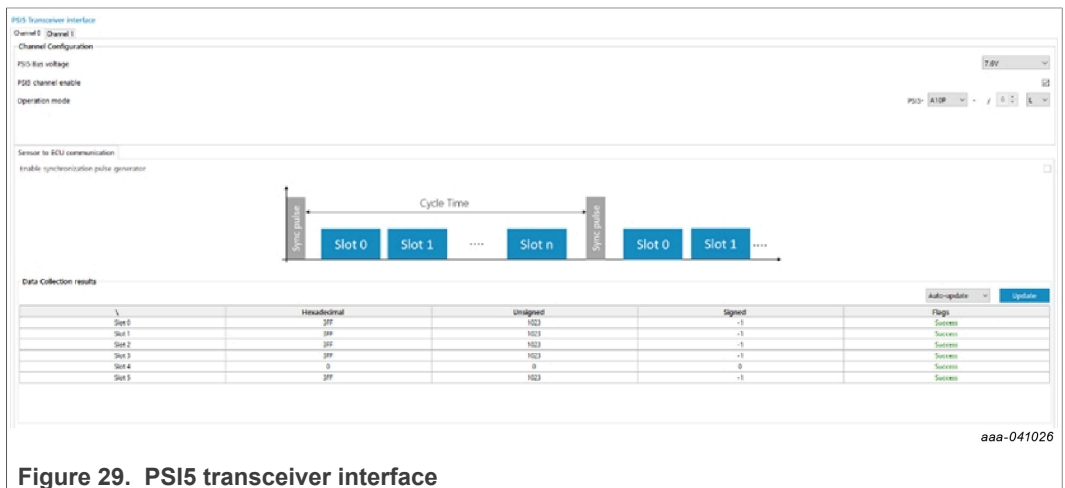 PSI5 Transceiver interface
Channel 0 Channel 1
Channel Configuration
PSI5 Bus voltage 7.6V
PSI5 channel enable
Operation mode PSI5- A10P - / 0 L
Sensor to ECU communication
Enable synchronization pulse generator
Cycle Time
Sync pulse Slot 0 Slot 1 .... Slot n Sync pulse Slot 0 Slot 1 ....
Data Collection results
Auto-update Update
\ Hexadecimal Unsigned Signed Flags
Slot 0 3FF 1023 -1 Success
Slot 1 3FF 1023 -1 Success
Slot 2 3FF 1023 -1 Success
Slot 3 3FF 1023 -1 Success
Slot 4 0 0 0 Success
Slot 5 3FF 1023 -1 Success
aaa-041026
Figure 29. PSI5 transceiver interface